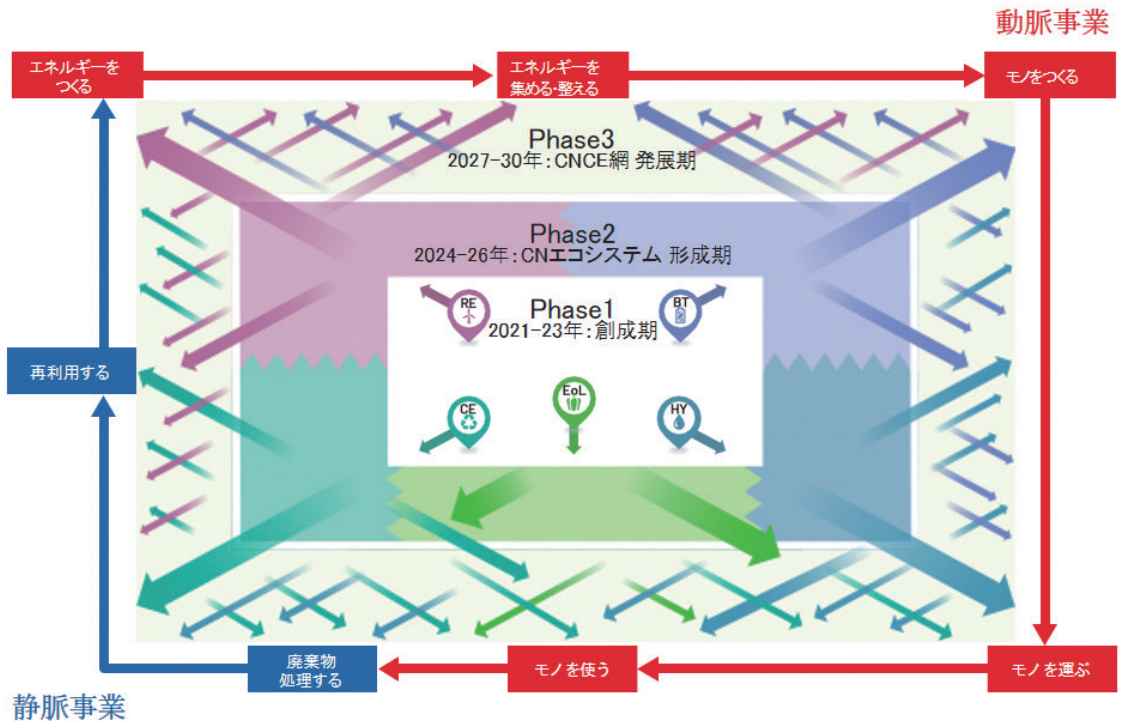 動脈事業
エネルギーを
つくる
エネルギーを
集める・整える
モノをつくる
Phase3
2027-30年：CNCE網 発展期
Phase2
2024-26年：CNエコシステム 形成期
RE
BT
Phase1
2021-23年：創成期
再利用する
CE
EoL
HY
廃棄物
処理する
モノを使う
モノを運ぶ
静脈事業